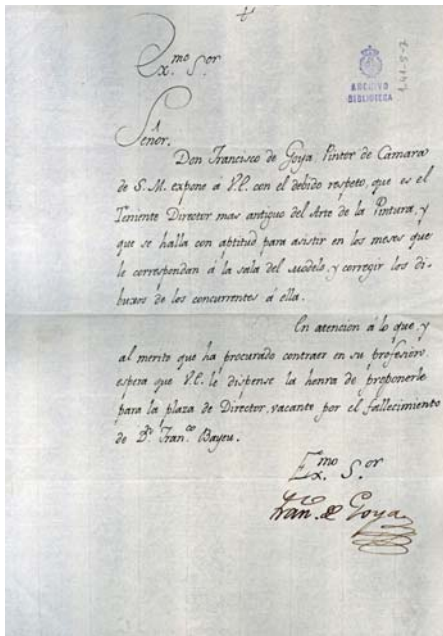 Ex.mo S.or
ARCHIVO
BIBLIOTECA
Señor.
Don Francisco de Goya Pintor de Camara
de S.M. expone á V.E. con el debido respeto, que es el
Teniente Director mas antiguo del Arte de la Pintura, y
que se halla con aptitud para asistir en los meses que
le correspondan á la sala del modelo, y corregir los di-
buxos de los concurrentes á ella.
En atencion á lo que, y
al merito que ha procurado contraer en su profesion,
espera que V.E. le dispense la honra de proponerle
para la plaza de Director, vacante por el fallecimiento
de D.n Fran.co Bayeu.
Ex.mo S.or
Fran.co de Goya